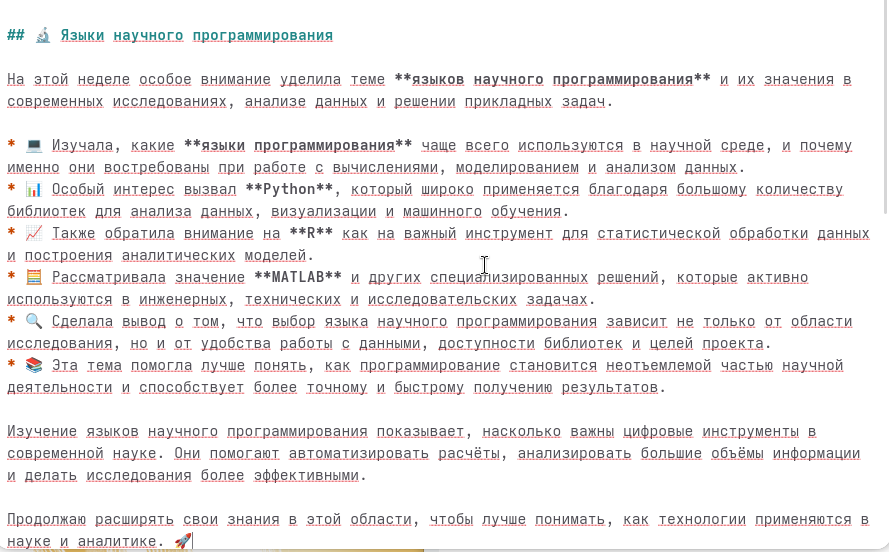 ## 🔬 Языки научного программирования
На этой неделе особое внимание уделила теме **языков научного программирования** и их значения в
современных исследованиях, анализе данных и решении прикладных задач.
* 💻 Изучала, какие **языки программирования** чаще всего используются в научной среде, и почему
именно они востребованы при работе с вычислениями, моделированием и анализом данных.
* 📊 Особый интерес вызвал **Python**, который широко применяется благодаря большому количеству
библиотек для анализа данных, визуализации и машинного обучения.
* 📈 Также обратила внимание на **R** как на важный инструмент для статистической обработки данных
и построения аналитических моделей.
* 🧮 Рассматривала значение **MATLAB** и других специализированных решений, которые активно
используются в инженерных, технических и исследовательских задачах.
* 🔍 Сделала вывод о том, что выбор языка научного программирования зависит не только от области
исследования, но и от удобства работы с данными, доступности библиотек и целей проекта.
* 📚 Эта тема помогла лучше понять, как программирование становится неотъемлемой частью научной
деятельности и способствует более точному и быстрому получению результатов.
Изучение языков научного программирования показывает, насколько важны цифровые инструменты в
современной науке. Они помогают автоматизировать расчёты, анализировать большие объёмы информации
и делать исследования более эффективными.
Продолжаю расширять свои знания в этой области, чтобы лучше понимать, как технологии применяются в
науке и аналитике. 🚀